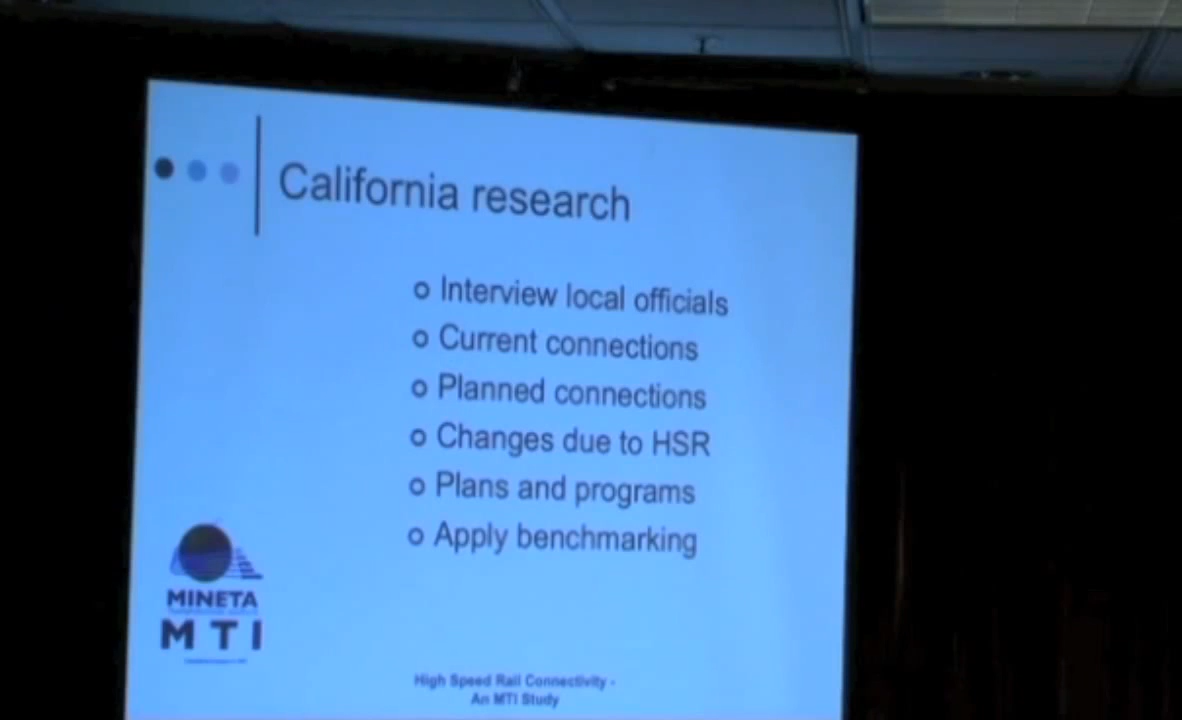 California research
Interview local officials
Current connections
Planned connections
Changes due to HSR
Plans and programs
Apply benchmarking
MINETA
MTI
High Speed Rail Connectivity -
An MTI Study